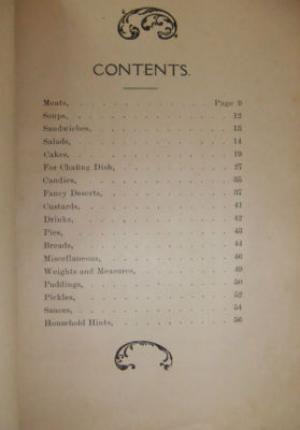 CONTENTS.
Meats, Page 9
Soups, 12
Sandwiches, 13
Salads, 14
Cakes, 19
For Chafing Dish, 27
Candies, 35
Fancy Deserts, 37
Custards, 41
Drinks, 42
Pies, 43
Breads, 44
Miscellaneous, 46
Weights and Measures, 49
Puddings, 50
Pickles, 52
Sauces, 54
Household Hints, 56